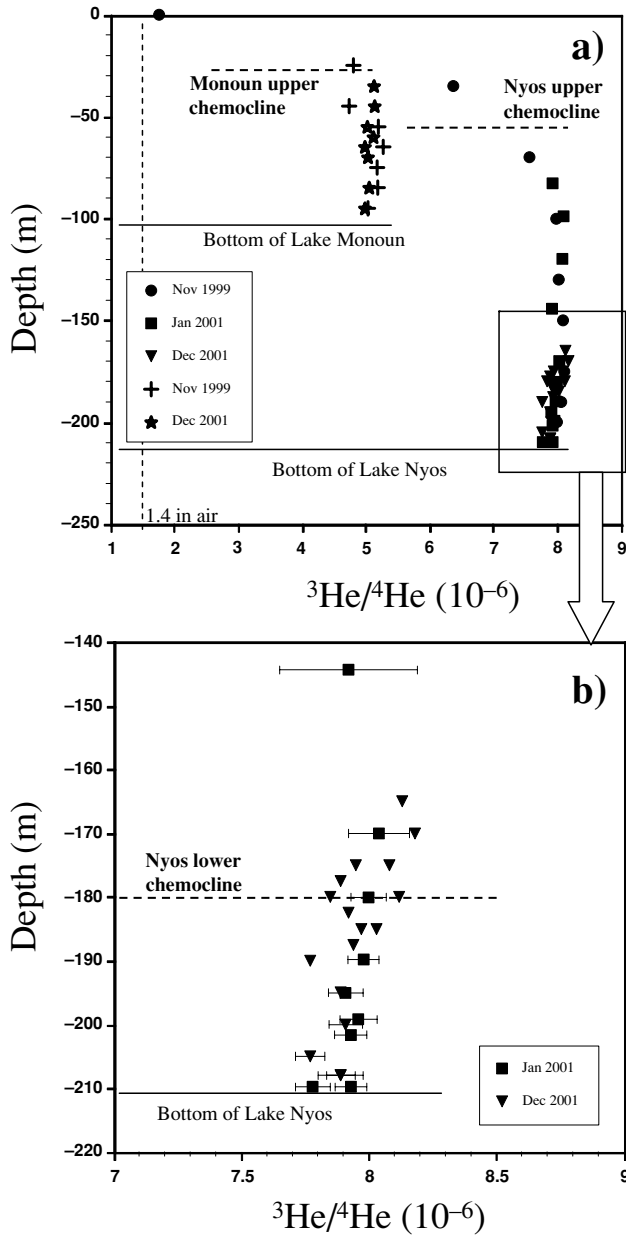 a)
0
–50
–100
–150
–200
–250
Depth (m)
Monoun upper
chemocline
Nyos upper
chemocline
Bottom of Lake Monoun
Nov 1999
Jan 2001
Dec 2001
Nov 1999
Dec 2001
Bottom of Lake Nyos
1.4 in air
1 2 3 4 5 6 7 8 9
³He/⁴He (10⁻⁶)
b)
–140
–150
–160
–170
–180
–190
–200
–210
–220
Depth (m)
Nyos lower
chemocline
Jan 2001
Dec 2001
Bottom of Lake Nyos
7 7.5 8 8.5 9
³He/⁴He (10⁻⁶)